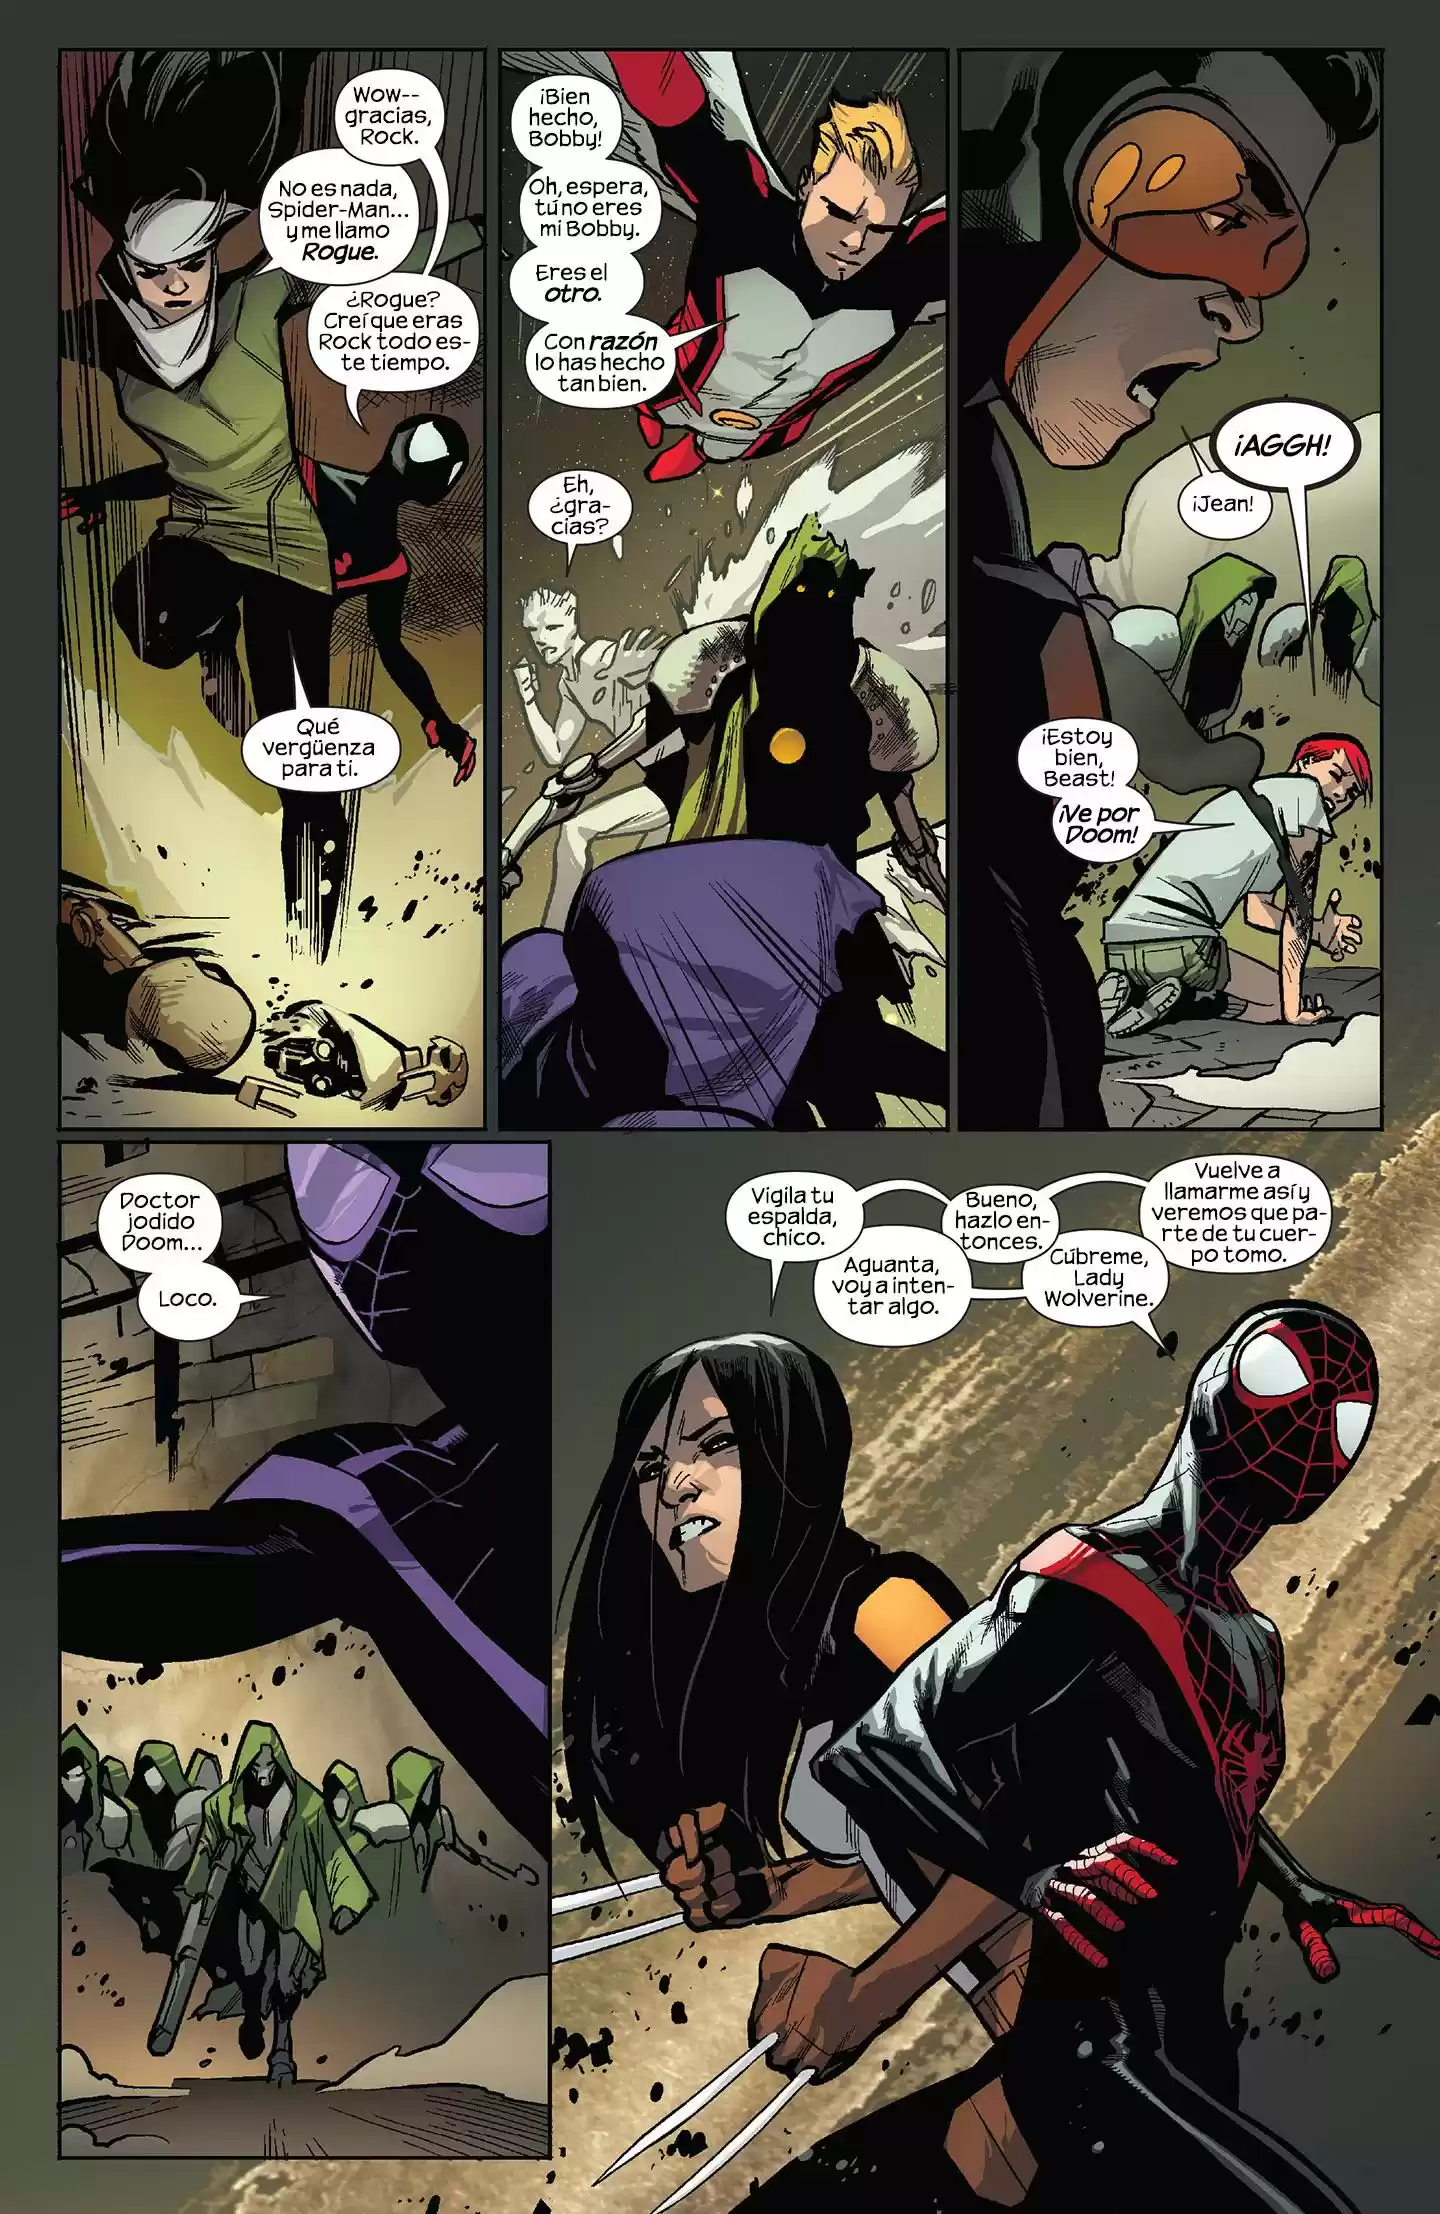 Wow--
gracias,
Rock.
No es nada,
Spider-Man...
y me llamo
Rogue.
¿Rogue?
Creí que eras
Rock todo es-
te tiempo.
Qué
vergüenza
para ti.
¡Bien
hecho,
Bobby!
Oh, espera,
tú no eres
mi Bobby.
Eres el
otro.
Con razón
lo has hecho
tan bien.
Eh,
¿gra-
cias?
¡AGGH!
¡Jean!
¡Estoy
bien,
Beast!
¡Ve por
Doom!
Doctor
jodido
Doom...
Loco.
Vigila tu
espalda,
chico.
Aguanta,
voy a inten-
tar algo.
Bueno,
hazlo en-
tonces.
Cúbreme,
Lady
Wolverine.
Vuelve a
llamarme así y
veremos que pa-
rte de tu cuer-
po tomo.